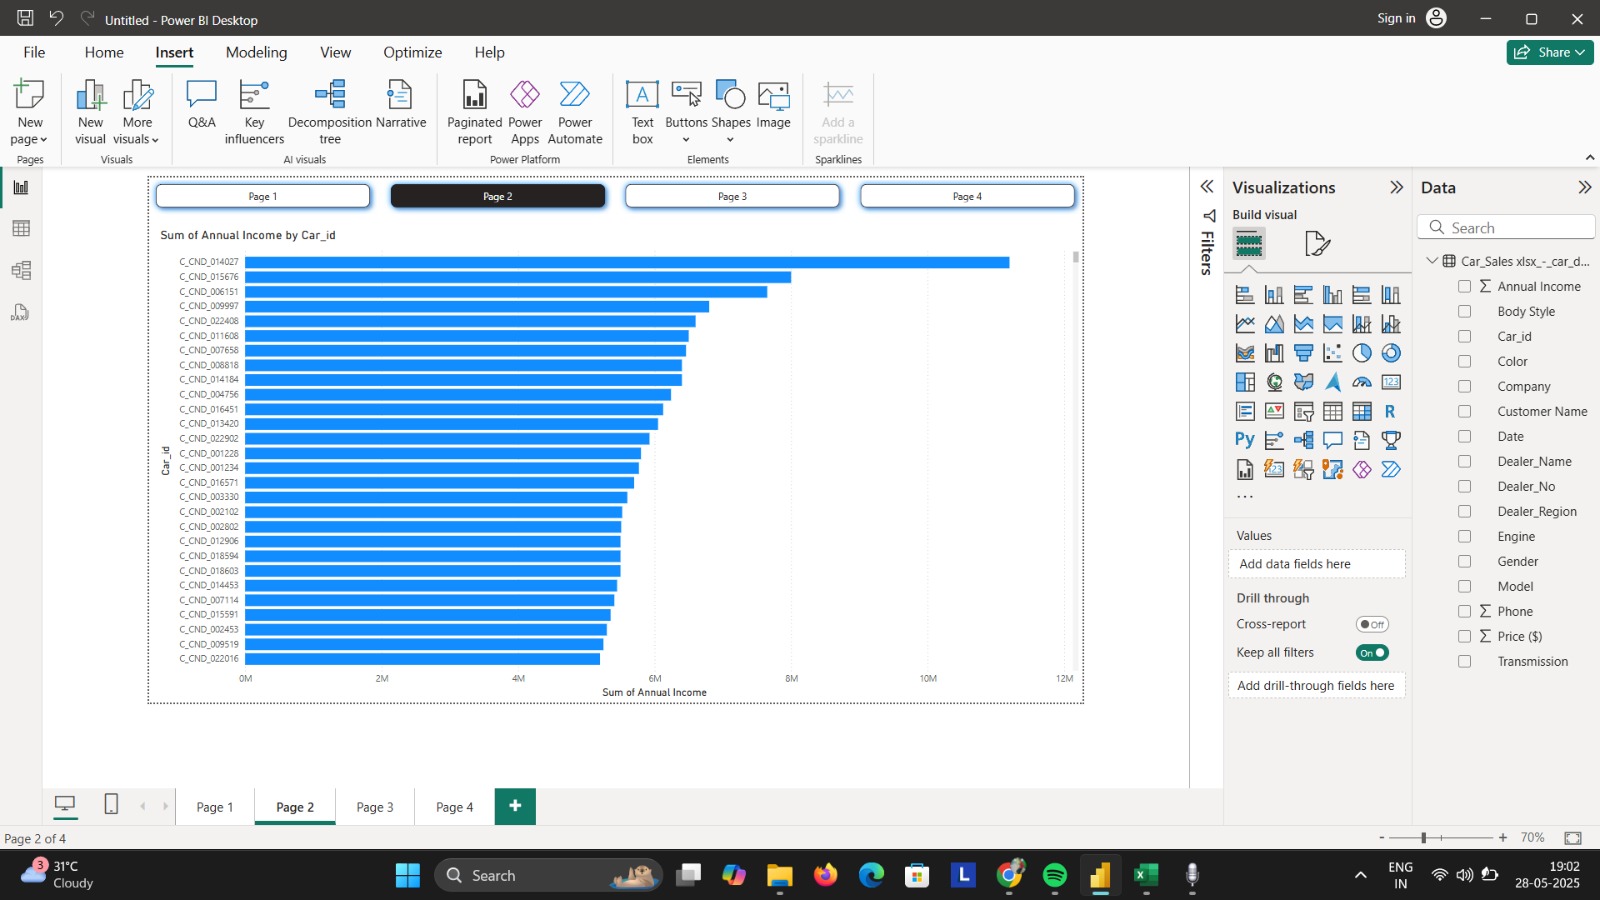 Untitled - Power BI Desktop
Sign in
File
Home
Insert
Modeling
View
Optimize
Help
Share
New page
Pages
New visual
More visuals
Visuals
Q&A
Key influencers
Decomposition tree
Narrative
AI visuals
Paginated report
Power Apps
Power Automate
Power Platform
Text box
Buttons
Shapes
Image
Elements
Add a sparkline
Sparklines
Page 1
Page 2
Page 3
Page 4
Sum of Annual Income by Car_id
Car_id
C_CND_014027
C_CND_015676
C_CND_006151
C_CND_009997
C_CND_022408
C_CND_011608
C_CND_007658
C_CND_008818
C_CND_014184
C_CND_004756
C_CND_016451
C_CND_013420
C_CND_022902
C_CND_001228
C_CND_001234
C_CND_016571
C_CND_003330
C_CND_002102
C_CND_002802
C_CND_012906
C_CND_018594
C_CND_018603
C_CND_014453
C_CND_007114
C_CND_015591
C_CND_002453
C_CND_009519
C_CND_022016
0M 2M 4M 6M 8M 10M 12M
Sum of Annual Income
Filters
Visualizations
Build visual
123
R
Py
123
...
Values
Add data fields here
Drill through
Cross-report
Off
Keep all filters
On
Add drill-through fields here
Data
Search
Car_Sales xlsx_-_car_d...
Annual Income
Body Style
Car_id
Color
Company
Customer Name
Date
Dealer_Name
Dealer_No
Dealer_Region
Engine
Gender
Model
Phone
Price ($)
Transmission
DAX
Page 1
Page 2
Page 3
Page 4
+
Page 2 of 4
- + 70%
3
31°C
Cloudy
Search
L
ENG
IN
19:02
28-05-2025